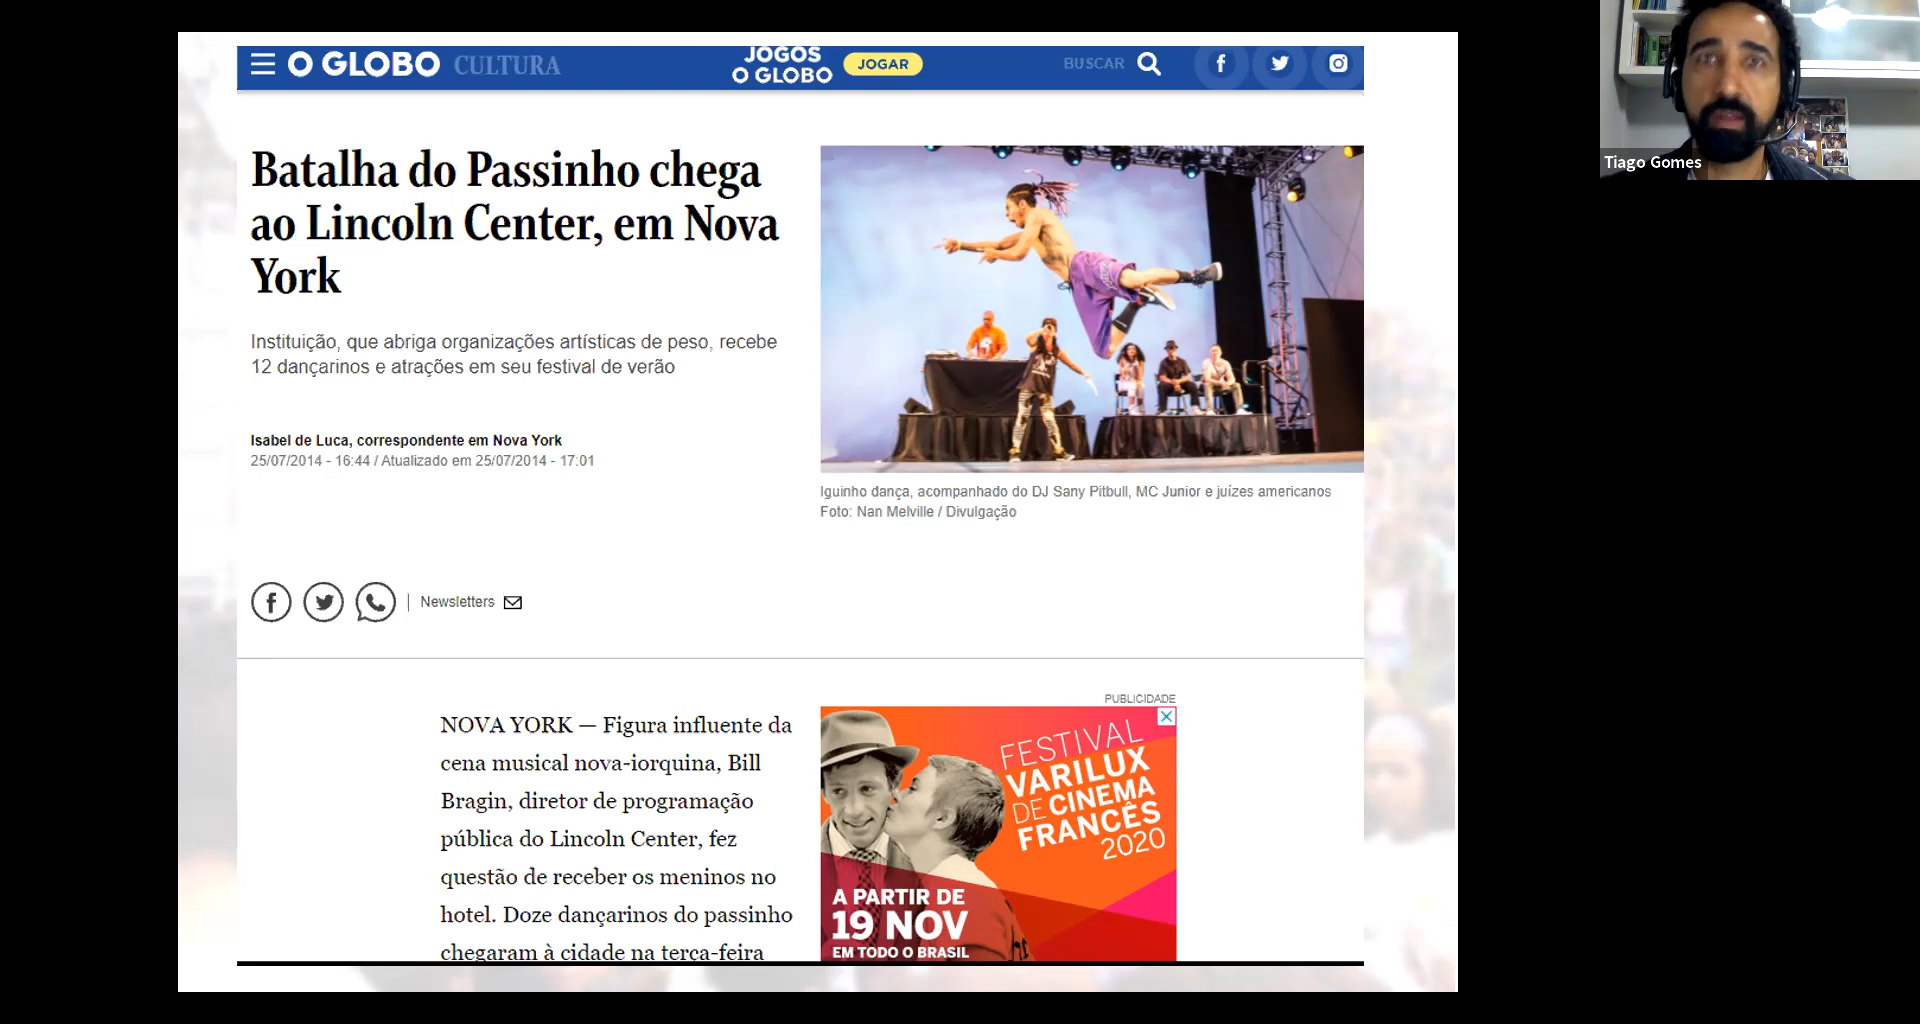 O GLOBO CULTURA
JOGOS
O GLOBO
JOGAR
BUSCAR
Tiago Gomes
Batalha do Passinho chega
ao Lincoln Center, em Nova
York
Instituição, que abriga organizações artísticas de peso, recebe
12 dançarinos e atrações em seu festival de verão
Isabel de Luca, correspondente em Nova York
25/07/2014 - 16:44 / Atualizado em 25/07/2014 - 17:01
Iguinho dança, acompanhado do DJ Sany Pitbull, MC Junior e juízes americanos
Foto: Nan Melville / Divulgação
Newsletters
NOVA YORK — Figura influente da
cena musical nova-iorquina, Bill
Bragin, diretor de programação
pública do Lincoln Center, fez
questão de receber os meninos no
hotel. Doze dançarinos do passinho
chegaram à cidade na terça-feira
PUBLICIDADE
FESTIVAL
VARILUX
DE CINEMA
FRANCÊS
2020
A PARTIR DE
19 NOV
EM TODO O BRASIL